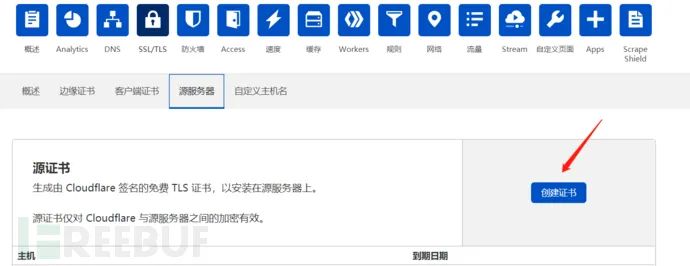 概述 Analytics DNS SSL/TLS 防火墙 Access 速度 缓存 Workers 规则 网络 流量 Stream 自定义页面 Apps Scrape Shield
概述 边缘证书 客户端证书 源服务器 自定义主机名
源证书
生成由 Cloudflare 签名的免费 TLS 证书，以安装在源服务器上。
创建证书
源证书仅对 Cloudflare 与源服务器之间的加密有效。
FREEBUF
主机 到期日期